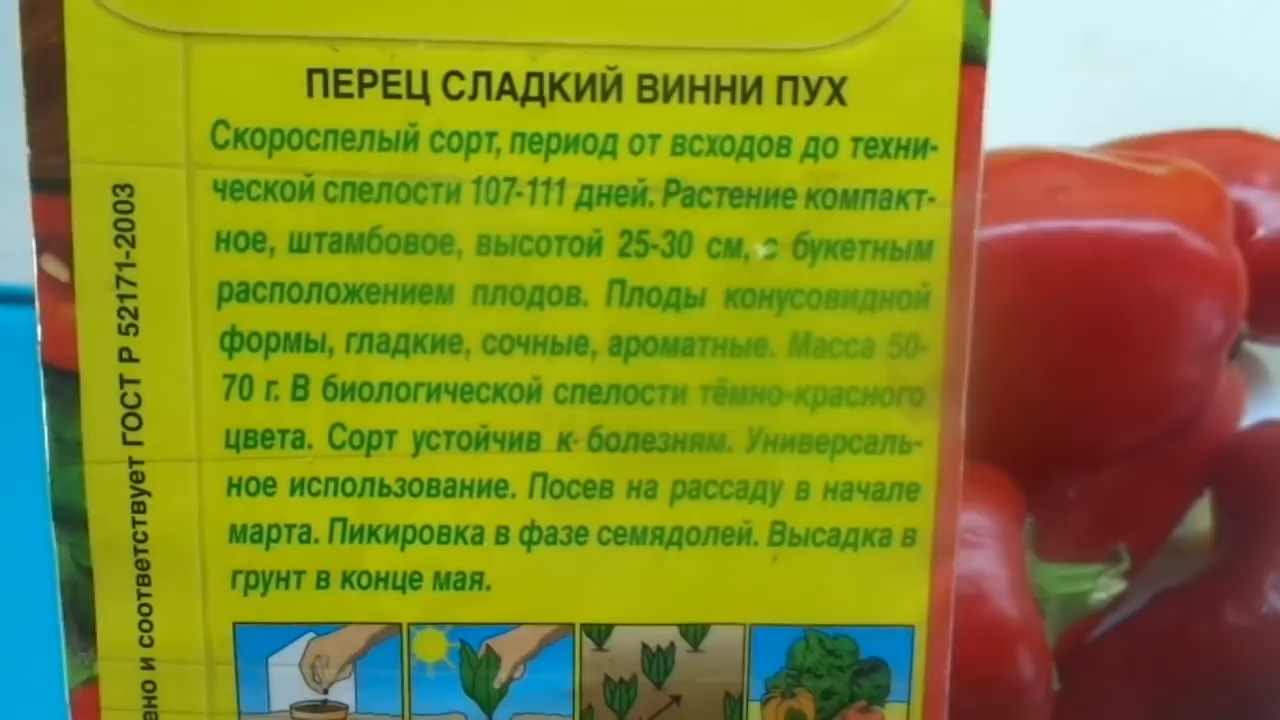 ПЕРЕЦ СЛАДКИЙ ВИННИ ПУХ
Скороспелый сорт, период от всходов до техни-
ческой спелости 107-111 дней. Растение компакт-
ное, штамбовое, высотой 25-30 см, с букетным
расположением плодов. Плоды конусовидной
формы, гладкие, сочные, ароматные. Масса 50-
70 г. В биологической спелости тёмно-красного
цвета. Сорт устойчив к болезням. Универсаль-
ное использование. Посев на рассаду в начале
марта. Пикировка в фазе семядолей. Высадка в
грунт в конце мая.
ено и соответствует ГОСТ Р 52171-2003